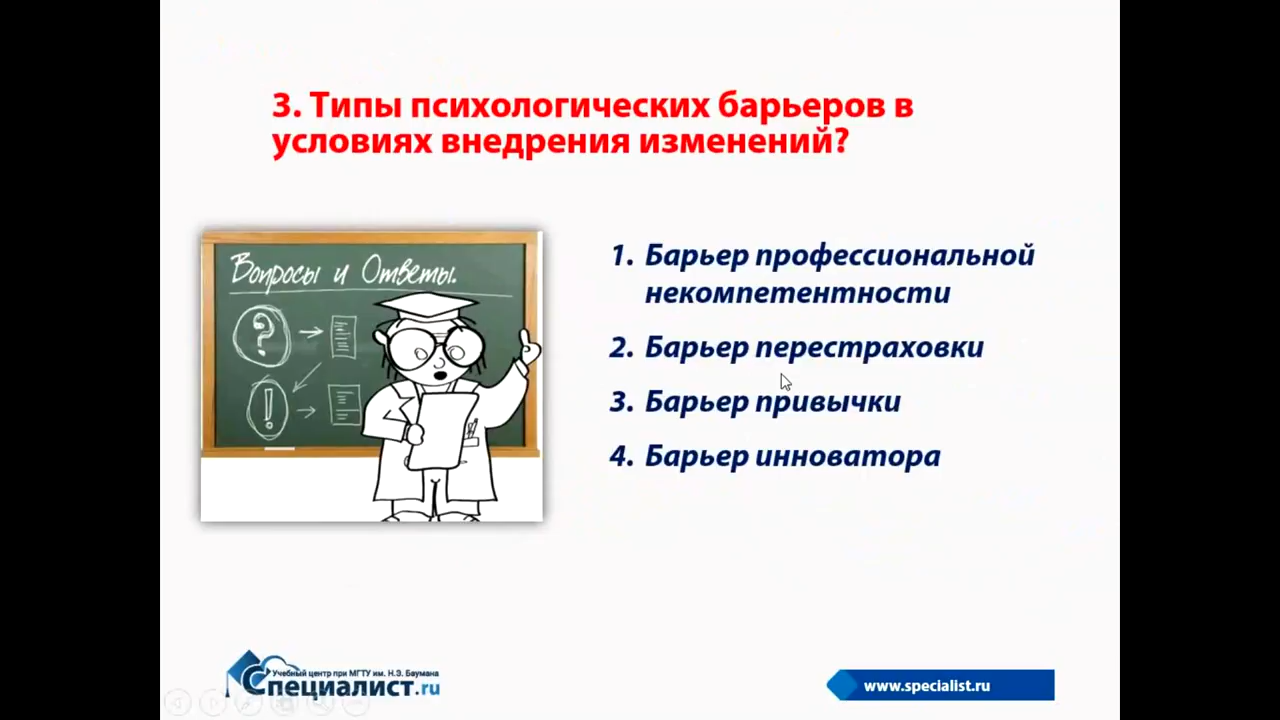 3. Типы психологических барьеров в
условиях внедрения изменений?
Вопросы и Ответы.
1. Барьер профессиональной
некомпетентности
2. Барьер перестраховки
3. Барьер привычки
4. Барьер инноватора
Учебный центр при МГТУ им. Н.Э. Баумана
Специалист.ru
www.specialist.ru